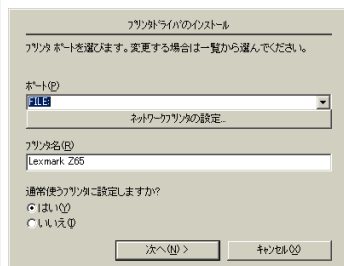 プリンタドライバのインストール
プリンタ ポートを選びます。変更する場合は一覧から選んでください。
ポート(P)
FILE:
ネットワークプリンタの設定...
プリンタ名(R)
Lexmark Z65
通常使うプリンタに設定しますか?
はい(Y)
いいえ(I)
次へ(N) >
キャンセル(X)